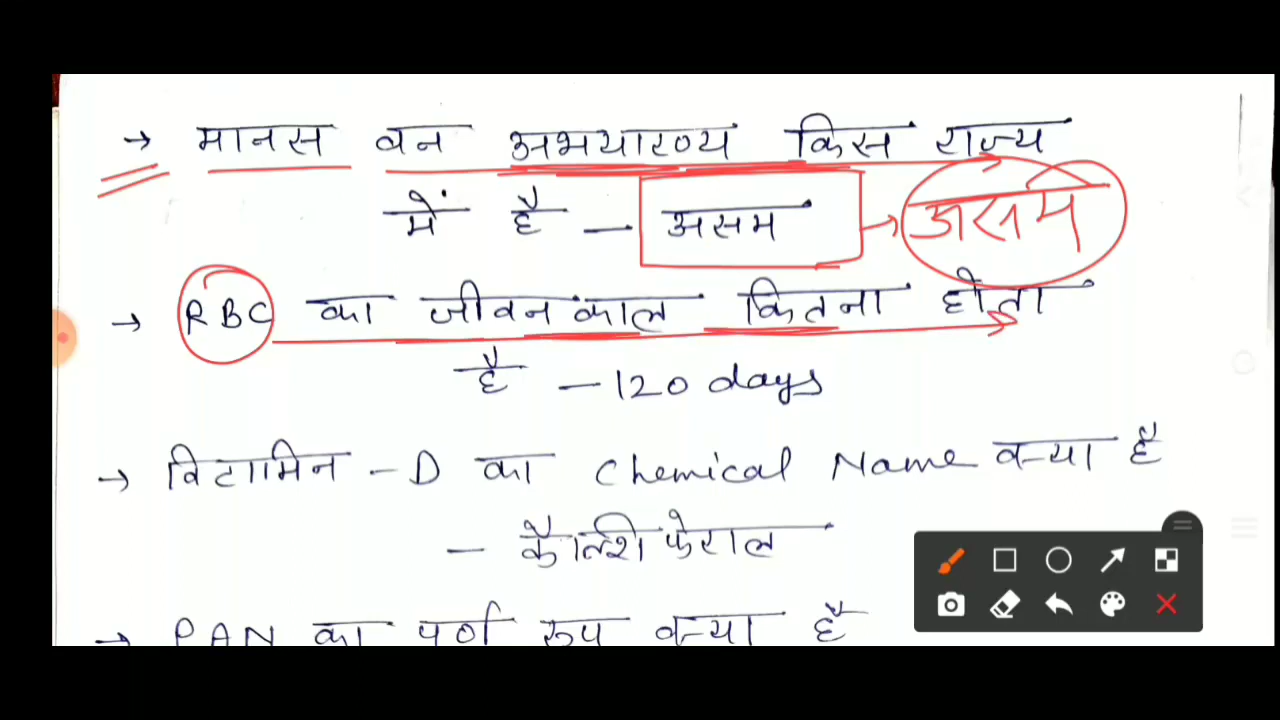 → मानस वन अभयारण्य किस राज्य
में है — असम → असम
→ RBC का जीवन काल कितना होता
है — 120 days
→ विटामिन - D का Chemical Name क्या है
— कैल्शिफेराल
→ PAN का पूर्ण रूप क्या है